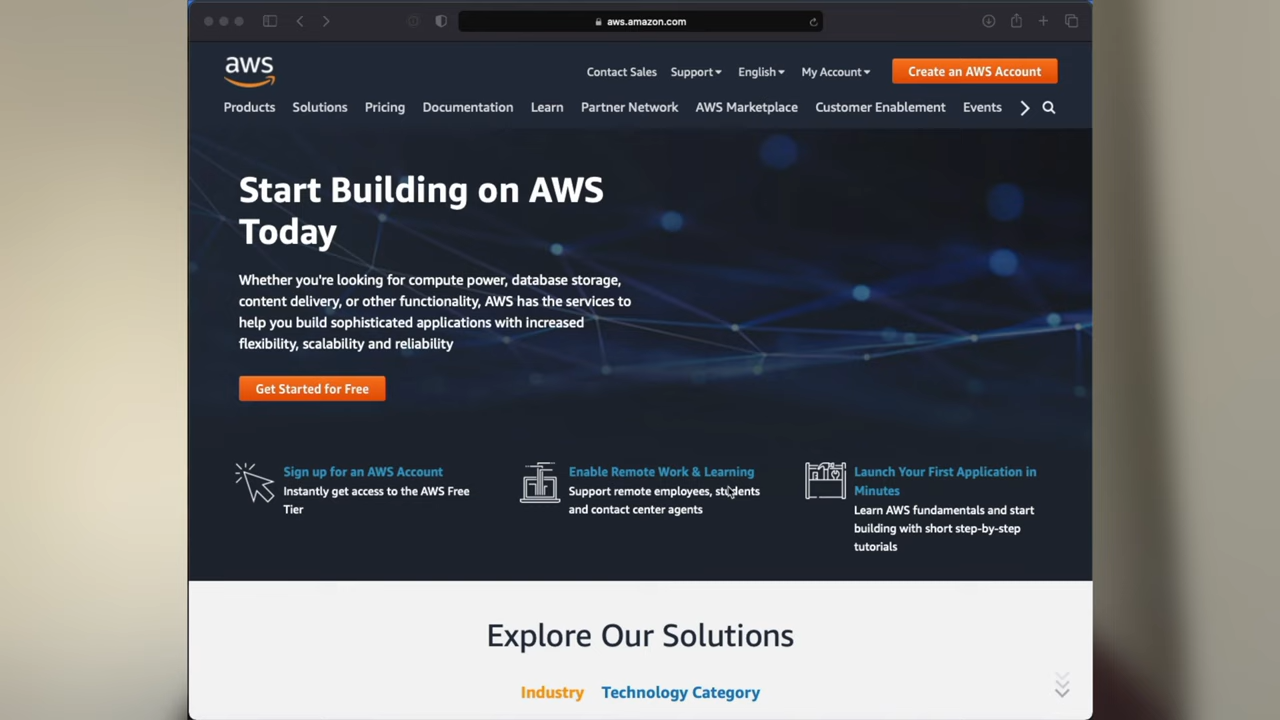 aws.amazon.com
aws
Contact Sales Support English My Account Create an AWS Account
Products Solutions Pricing Documentation Learn Partner Network AWS Marketplace Customer Enablement Events
Start Building on AWS
Today
Whether you're looking for compute power, database storage,
content delivery, or other functionality, AWS has the services to
help you build sophisticated applications with increased
flexibility, scalability and reliability
Get Started for Free
Sign up for an AWS Account
Instantly get access to the AWS Free
Tier
Enable Remote Work & Learning
Support remote employees, students
and contact center agents
Launch Your First Application in
Minutes
Learn AWS fundamentals and start
building with short step-by-step
tutorials
Explore Our Solutions
Industry Technology Category